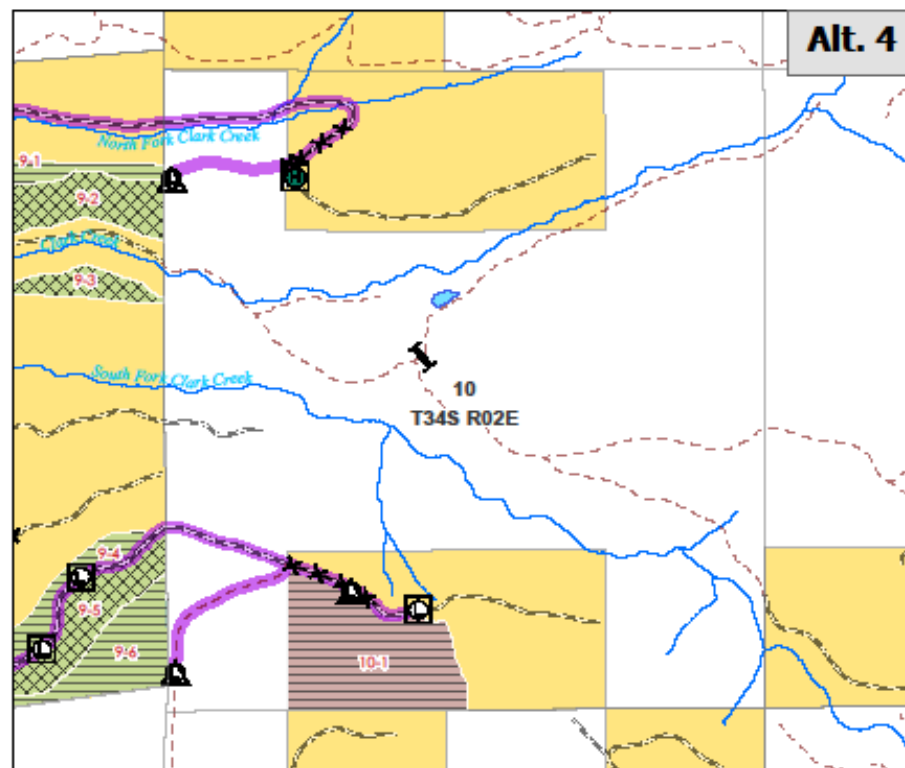 Alt. 4
North Fork Clark Creek
9-1
9-2
Clark Creek
9-3
South Fork Clark Creek
10
T34S R02E
9-4
9-5
9-6
10-1
H